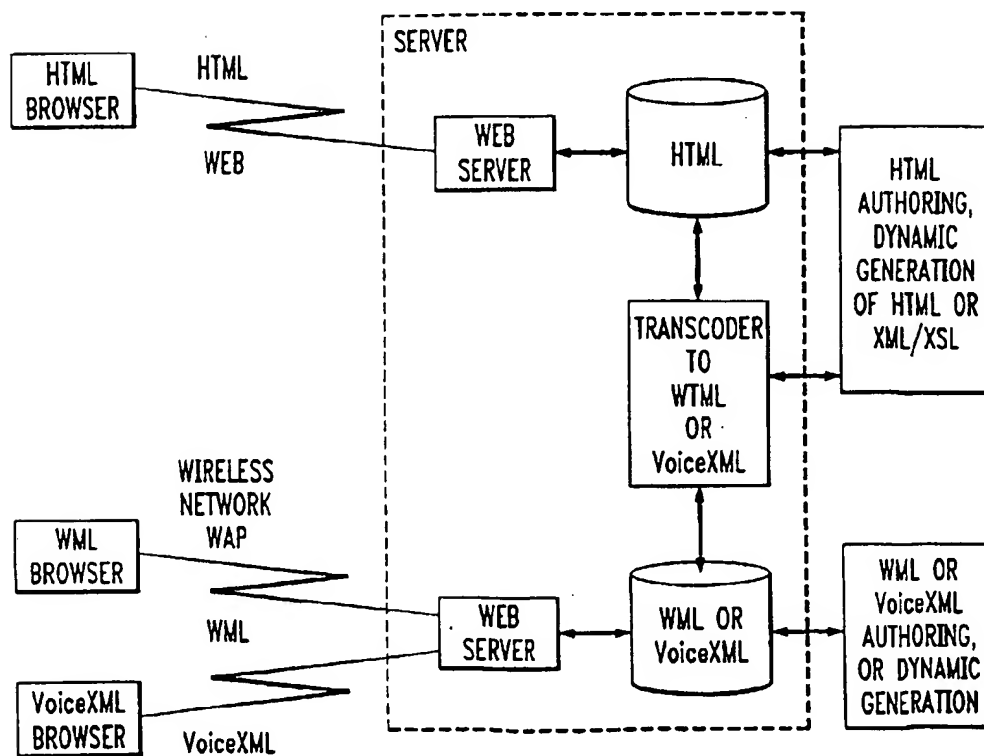 SERVER
HTML
BROWSER
HTML
WEB
WEB
SERVER
HTML
HTML
AUTHORING,
DYNAMIC
GENERATION
OF HTML OR
XML/XSL
TRANSCODER
TO
WTML
OR
VoiceXML
WIRELESS
NETWORK
WAP
WML
BROWSER
WML
WEB
SERVER
WML OR
VoiceXML
WML OR
VoiceXML
AUTHORING,
OR DYNAMIC
GENERATION
VoiceXML
BROWSER
VoiceXML